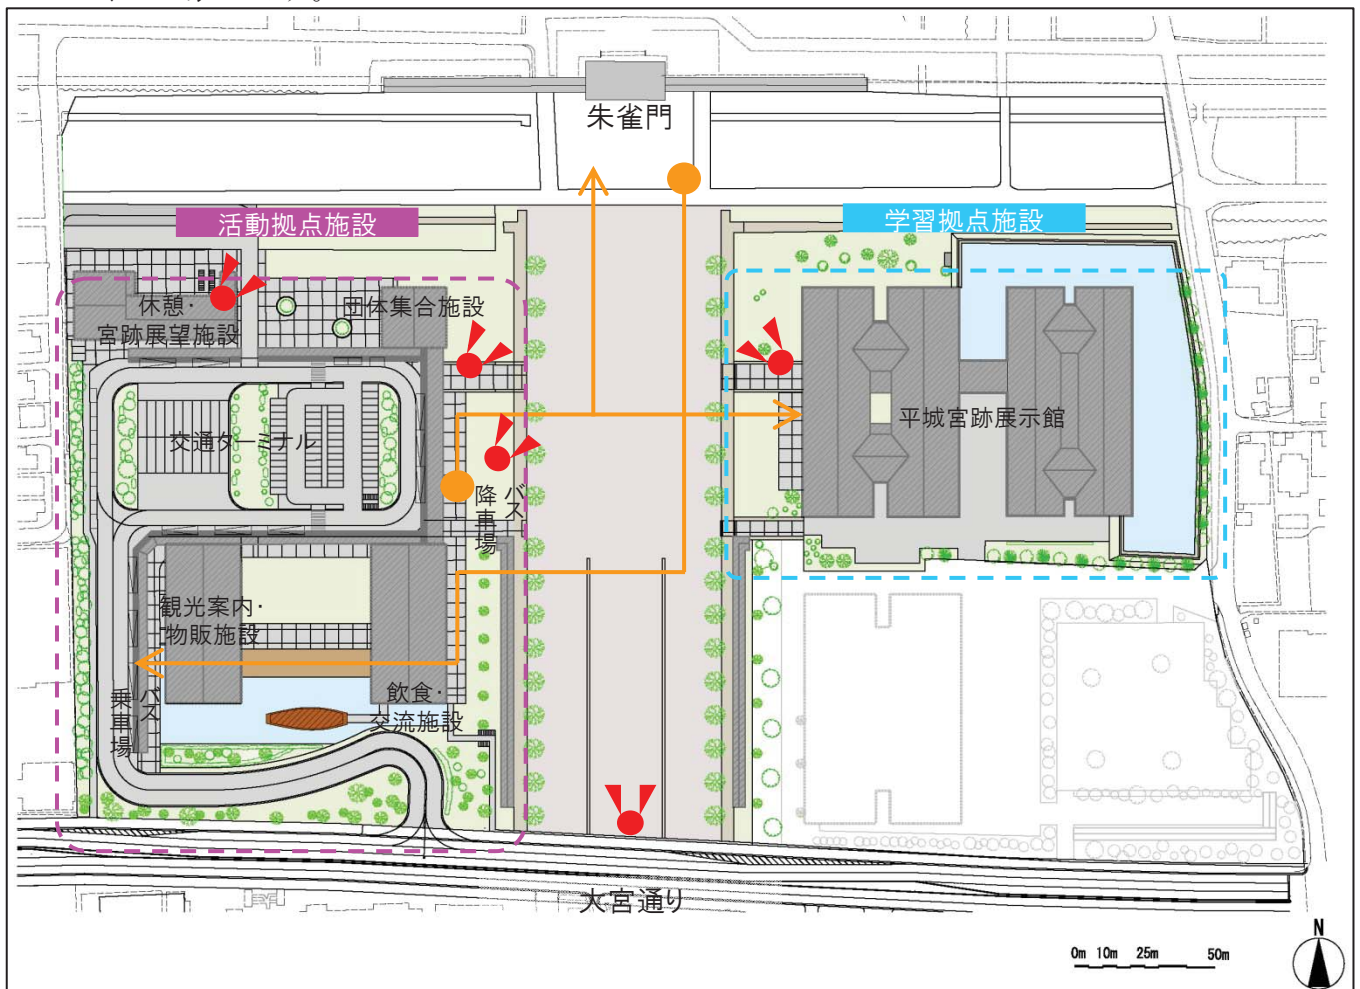 朱雀門
活動拠点施設
学習拠点施設
休憩・
宮跡展望施設
団体集合施設
交通ターミナル
平城宮跡展示館
バス
降車場
観光案内・
物販施設
飲食・
交流施設
バス
乗車場
大宮通り
N
0m 10m 25m 50m